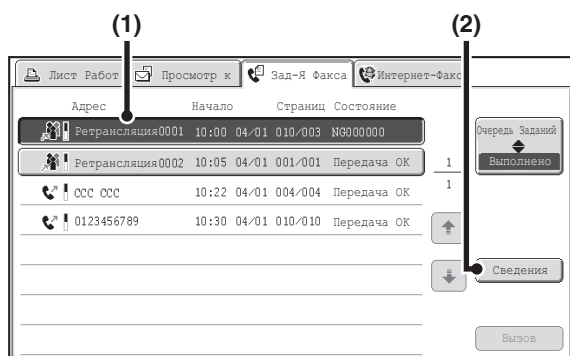 (1) (2)
Лист Работ Просмотр к Зад-Я Факса Интернет-Факс
Адрес Начало Страниц Состояние
Ретрансляция0001 10:00 04/01 010/003 NG000000
Ретрансляция0002 10:05 04/01 001/001 Передача OK
CCC CCC 10:22 04/01 004/004 Передача OK
0123456789 10:30 04/01 010/010 Передача OK
Очередь Заданий
Выполнено
1
1
Сведения
Вызов